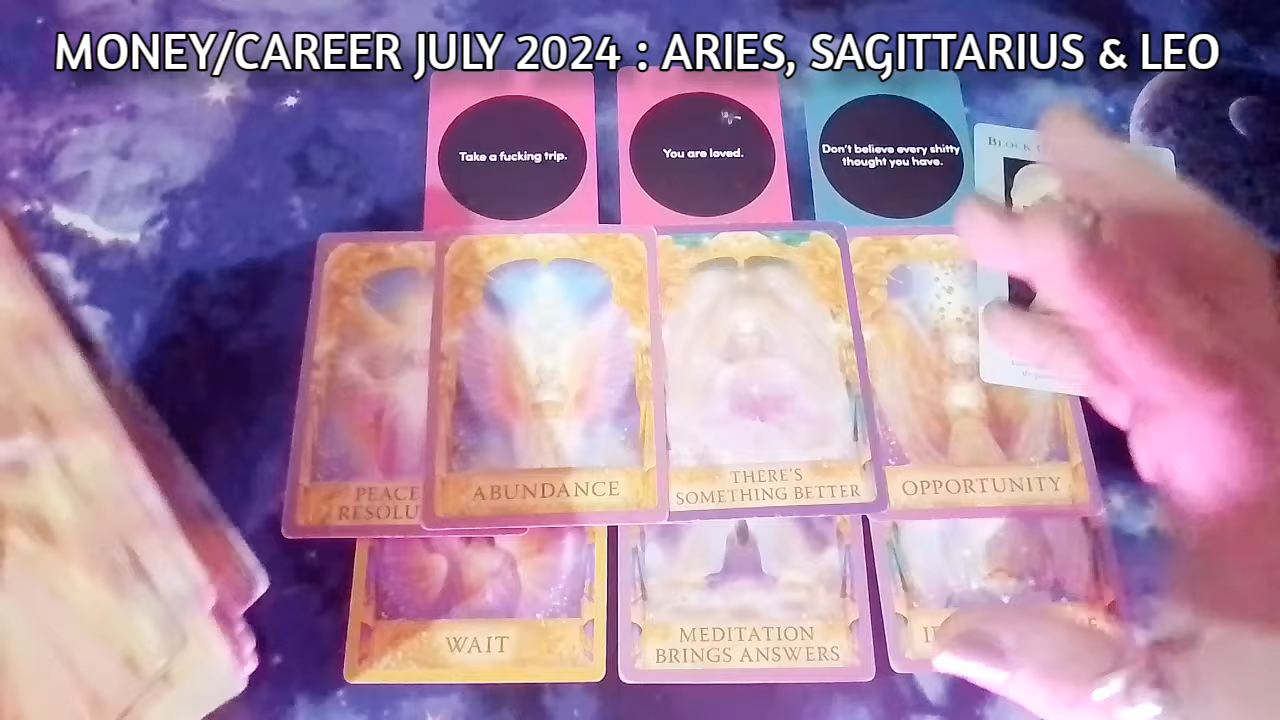 MONEY/CAREER JULY 2024 : ARIES, SAGITTARIUS & LEO
Take a fucking trip.
You are loved.
Don't believe every shitty
thought you have.
PEACE
ABUNDANCE
THERE'S
SOMETHING BETTER
OPPORTUNITY
WAIT
MEDITATION
BRINGS ANSWERS